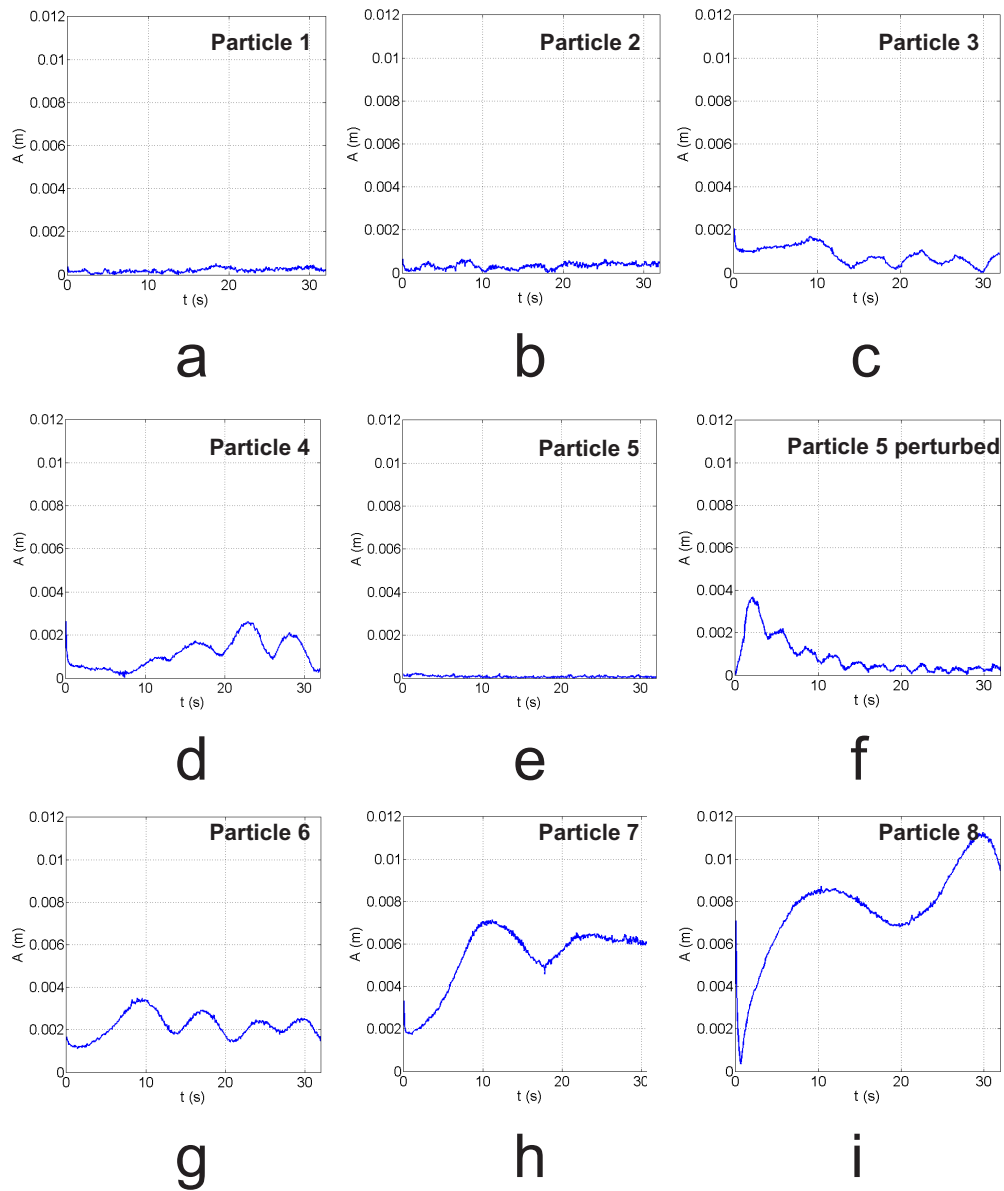 0.012 0.012 0.012
Particle 1 Particle 2 Particle 3
0.01 0.01 0.01
0.008 0.008 0.008
A (m) A (m) A (m)
0.006 0.006 0.006
0.004 0.004 0.004
0.002 0.002 0.002
0 0 0
0 10 20 30 0 10 20 30 0 10 20 30
t (s) t (s) t (s)
a b c
0.012 0.012 0.012
Particle 4 Particle 5 Particle 5 perturbed
0.01 0.01 0.01
0.008 0.008 0.008
A (m) A (m) A (m)
0.006 0.006 0.006
0.004 0.004 0.004
0.002 0.002 0.002
0 0 0
0 10 20 30 0 10 20 30 0 10 20 30
t (s) t (s) t (s)
d e f
0.012 0.012 0.012
Particle 6 Particle 7 Particle 8
0.01 0.01 0.01
0.008 0.008 0.008
A (m) A (m) A (m)
0.006 0.006 0.006
0.004 0.004 0.004
0.002 0.002 0.002
0 0 0
0 10 20 30 0 10 20 30 0 10 20 30
t (s) t (s) t (s)
g h i